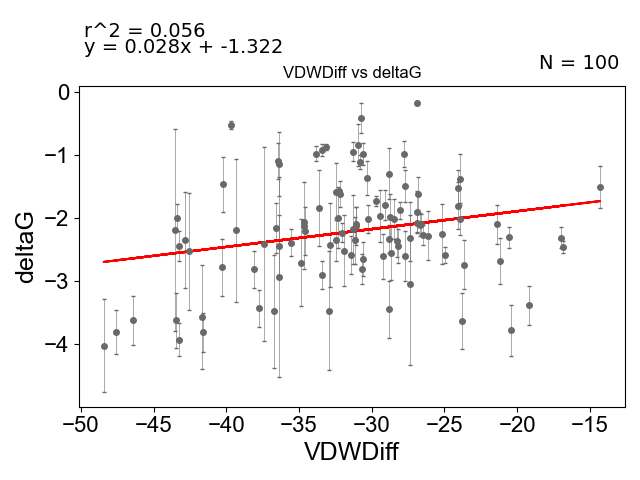 r^2 = 0.056
y = 0.028x + -1.322
N = 100
VDWDiff vs deltaG
0
−1
−2
−3
−4
deltaG
−50 −45 −40 −35 −30 −25 −20 −15
VDWDiff